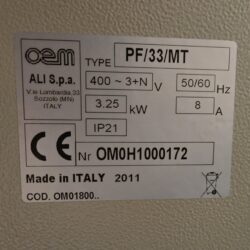 oem
TYPE PF/33/MT
ALI S.p.a.
V.le Lombardia 33
Bozzolo (MN)
ITALY
400 ~ 3+N V 50/60 Hz
3.25 kW 8 A
IP21
CE Nr OM0H1000172
Made in ITALY 2011
COD. OM01800..